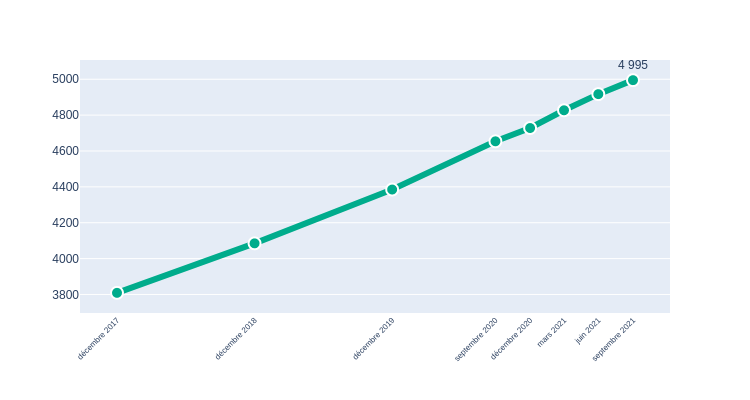 4 995
5000
4800
4600
4400
4200
4000
3800
décembre 2017
décembre 2018
décembre 2019
septembre 2020
décembre 2020
mars 2021
juin 2021
septembre 2021